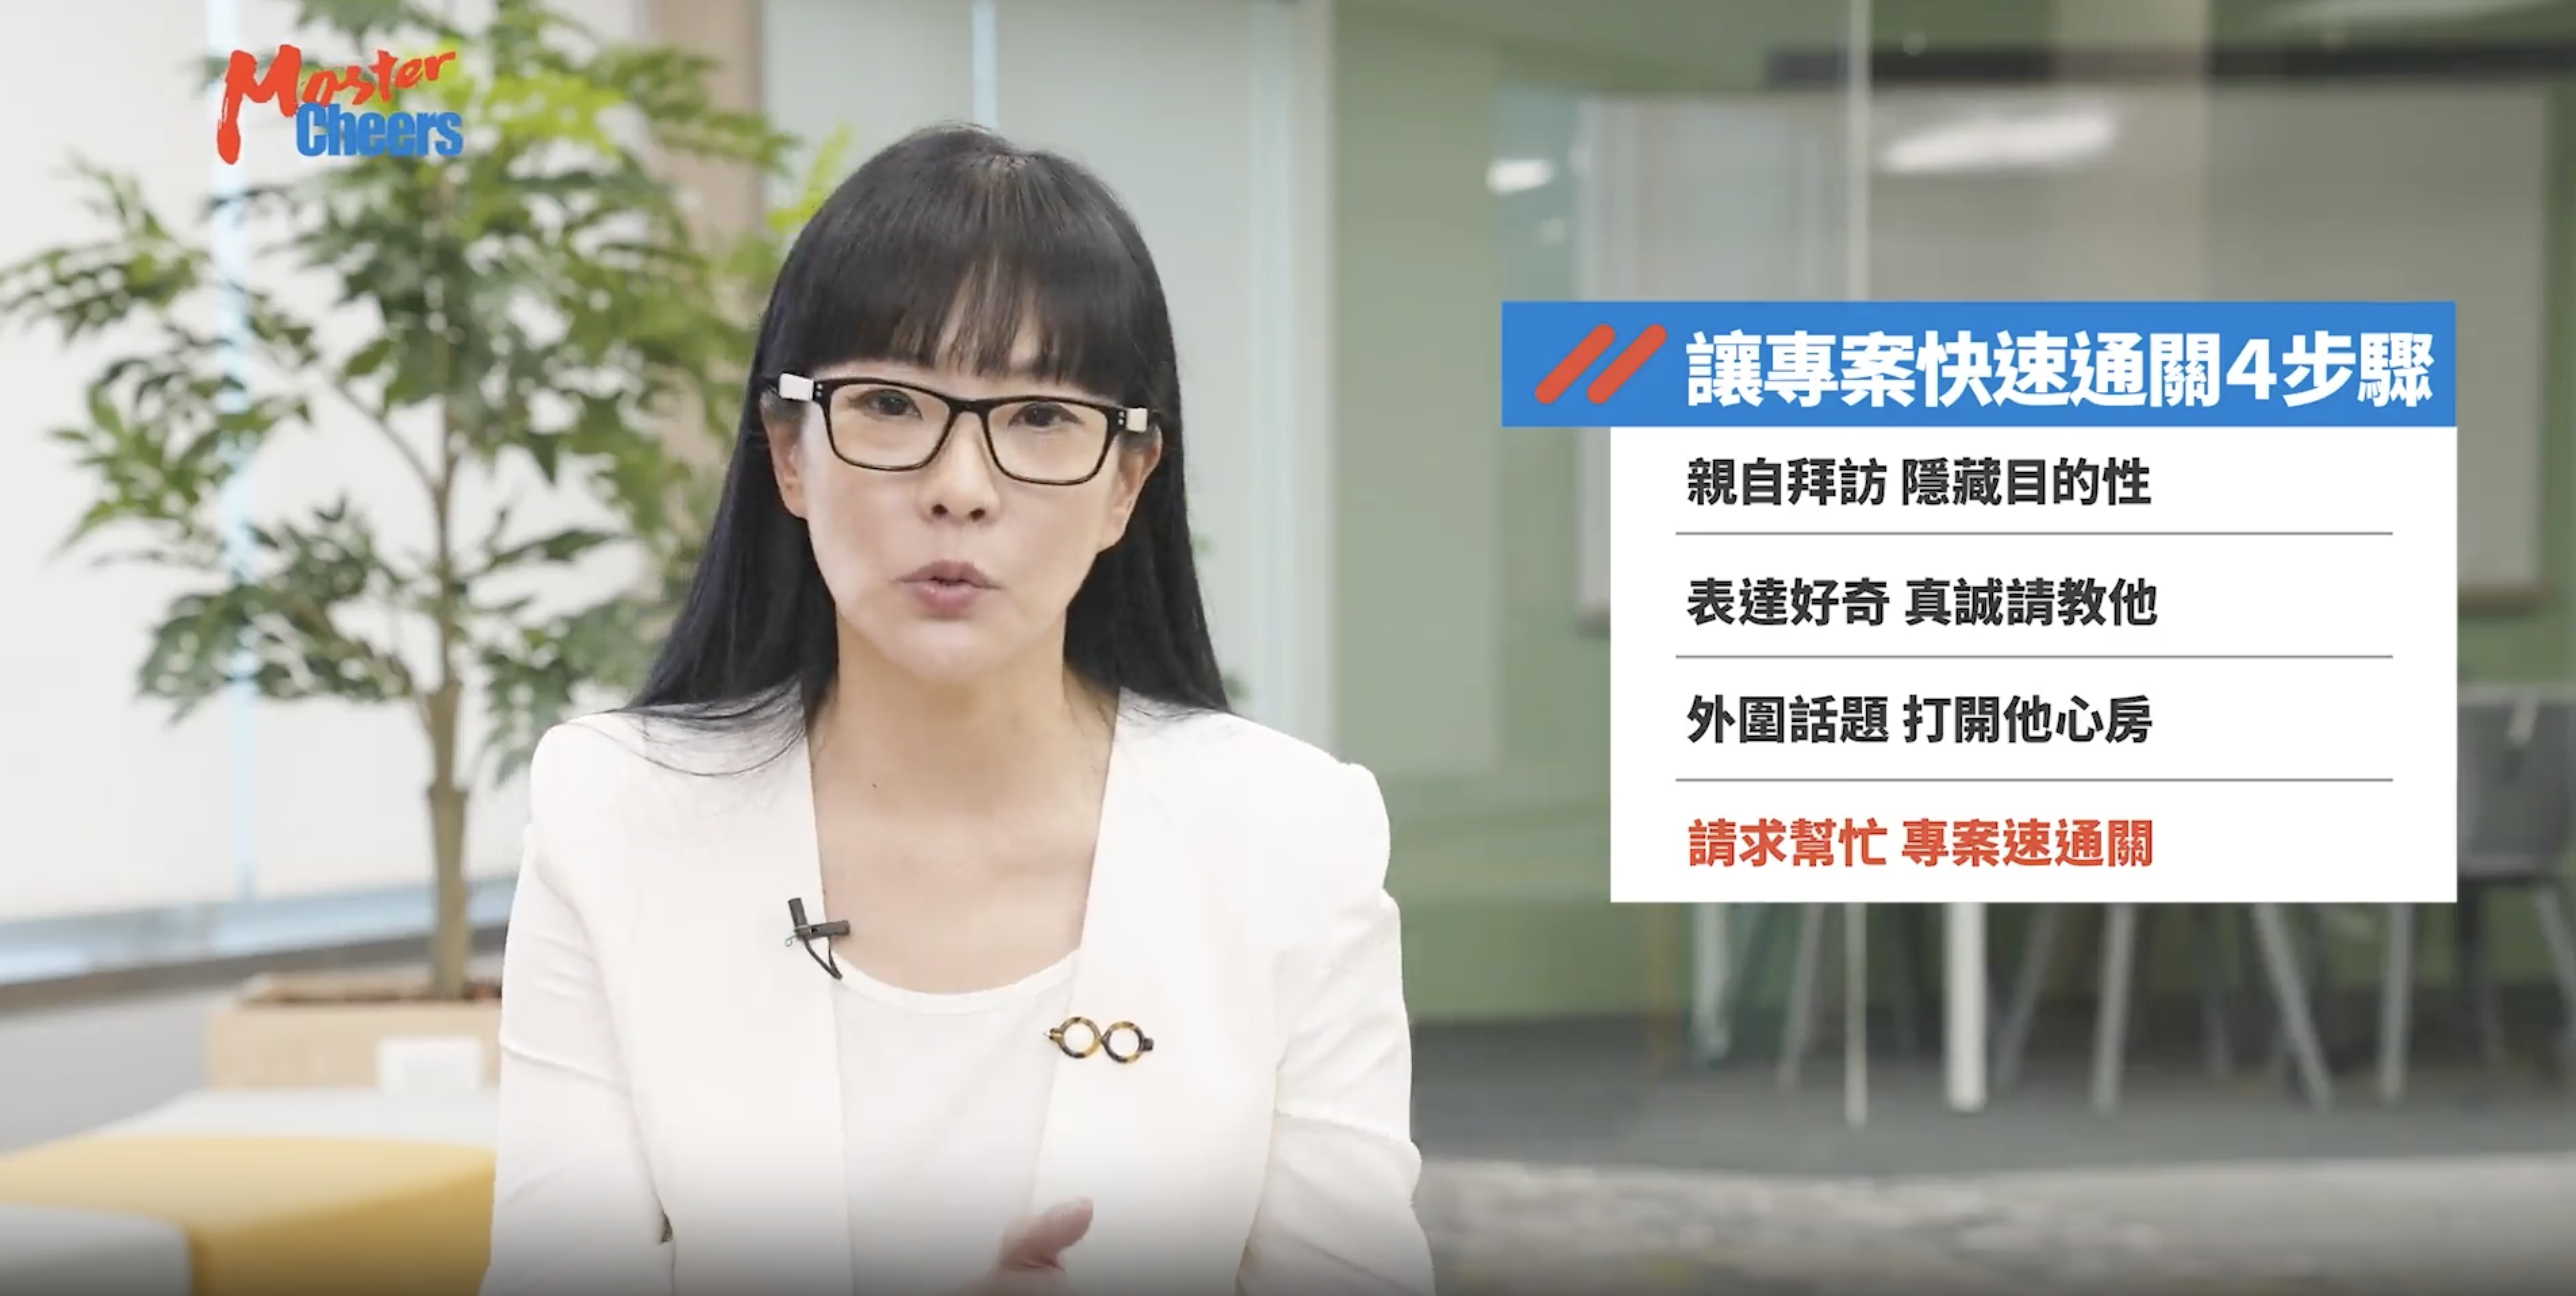 Master
Cheers
讓專案快速通關4步驟
親自拜訪 隱藏目的性
表達好奇 真誠請教他
外圍話題 打開他心房
請求幫忙 專案速通關